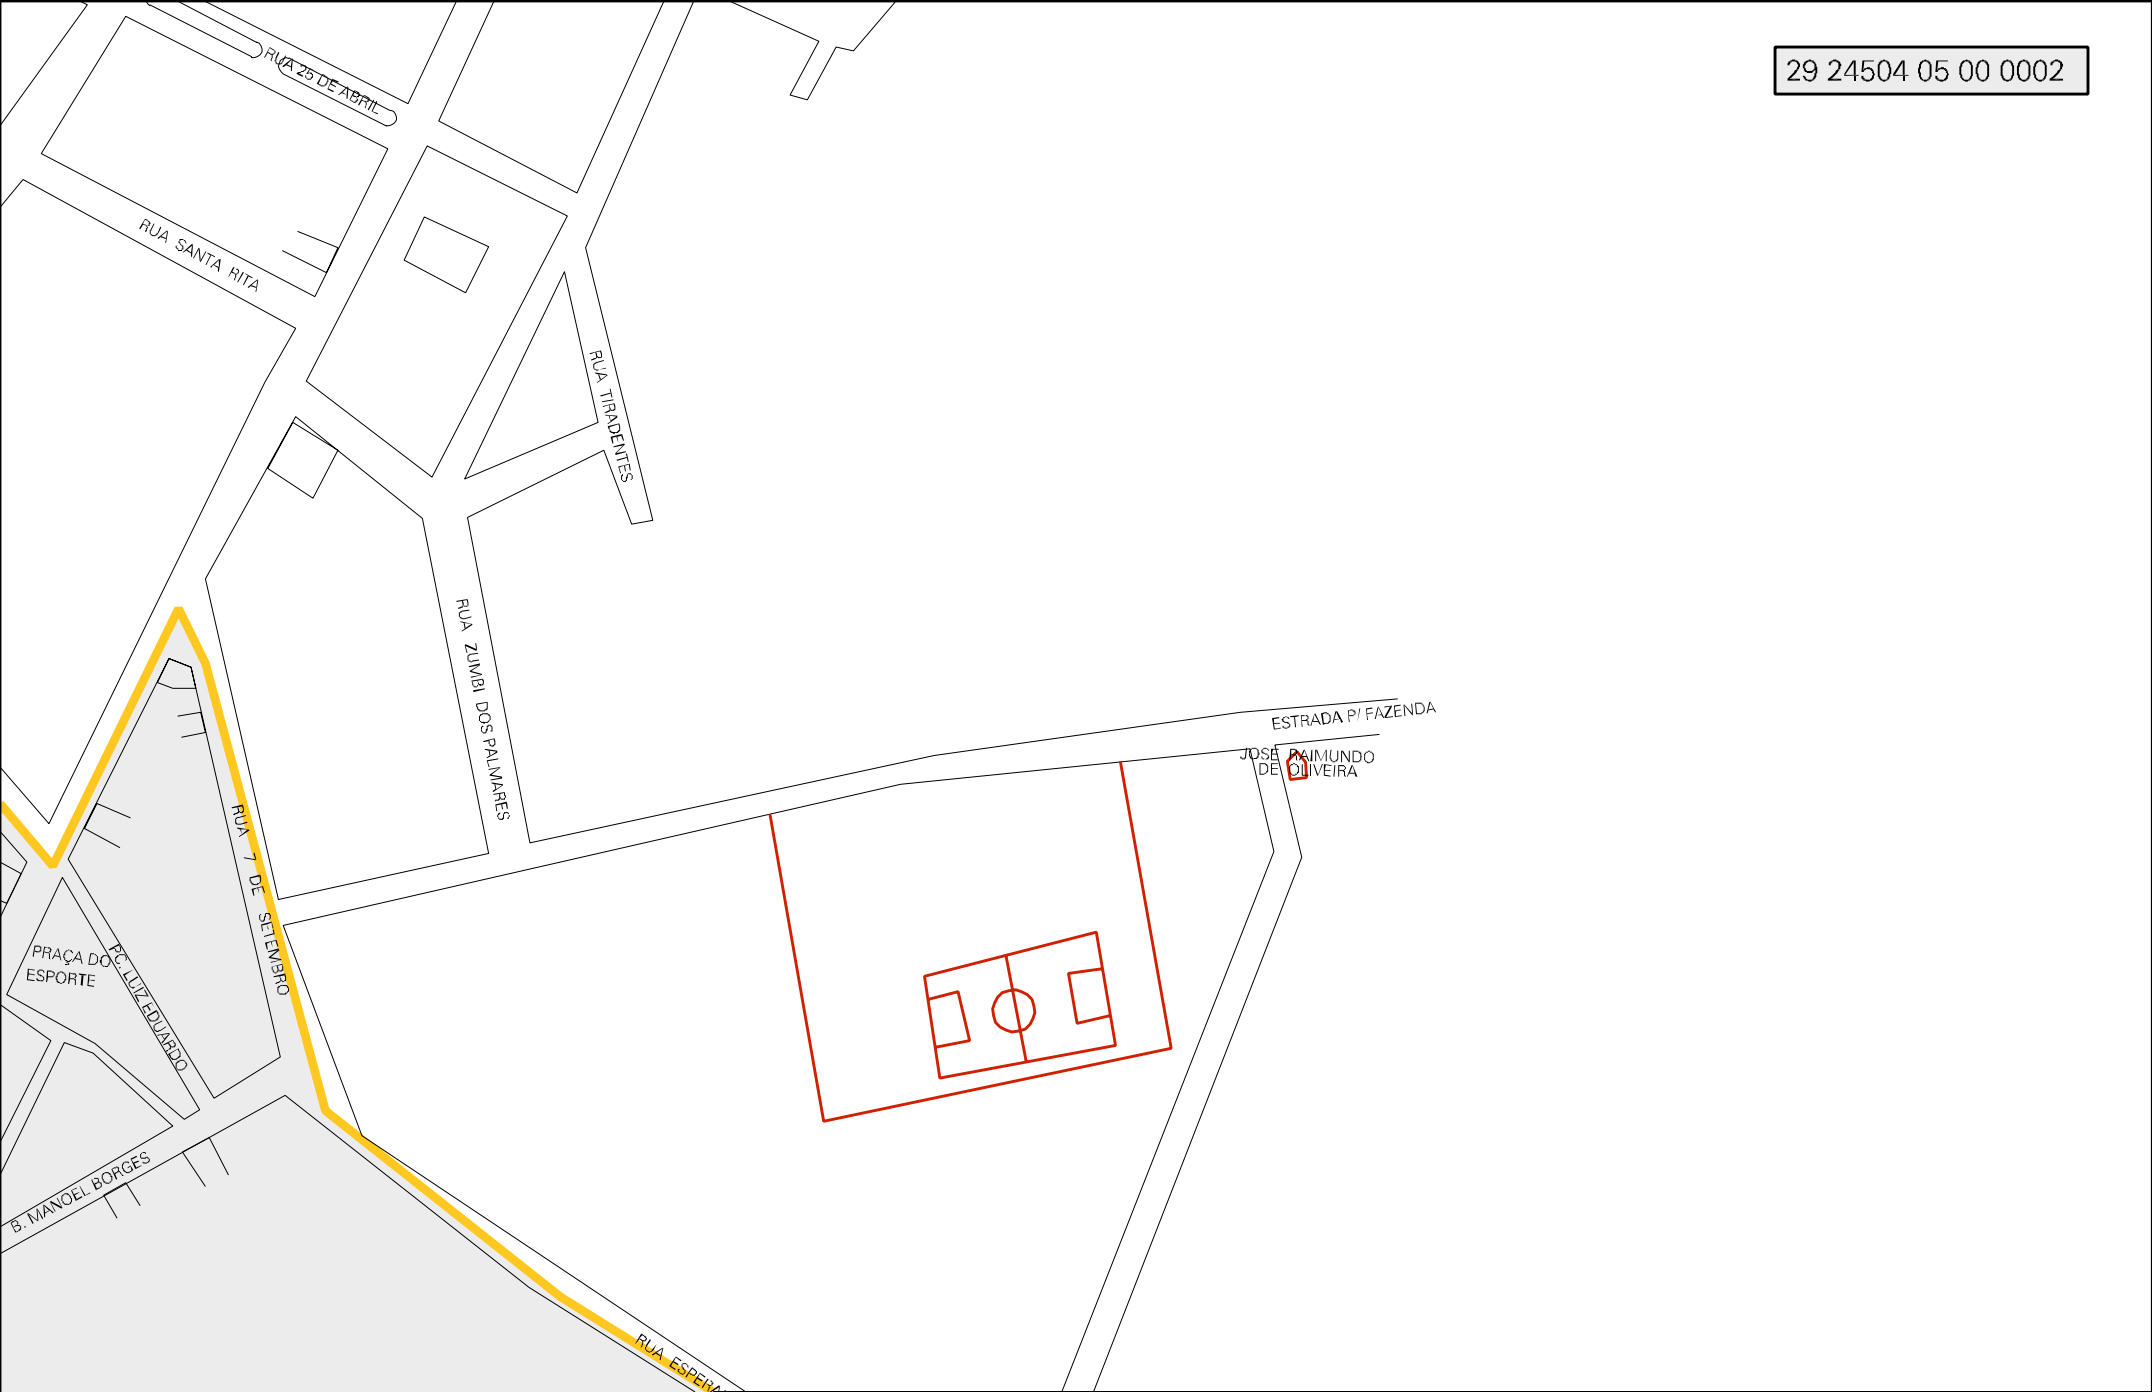 29 24504 05 00 0002
RUA 25 DE ABRIL
RUA SANTA RITA
RUA TIRADENTES
RUA ZUMBI DOS PALMARES
ESTRADA P/ FAZENDA
JOSE RAIMUNDO
DE OLIVEIRA
RUA 7 DE SETEMBRO
PRAÇA DO
ESPORTE
PC. LUIZ EDUARDO
B. MANOEL BORGES
RUA